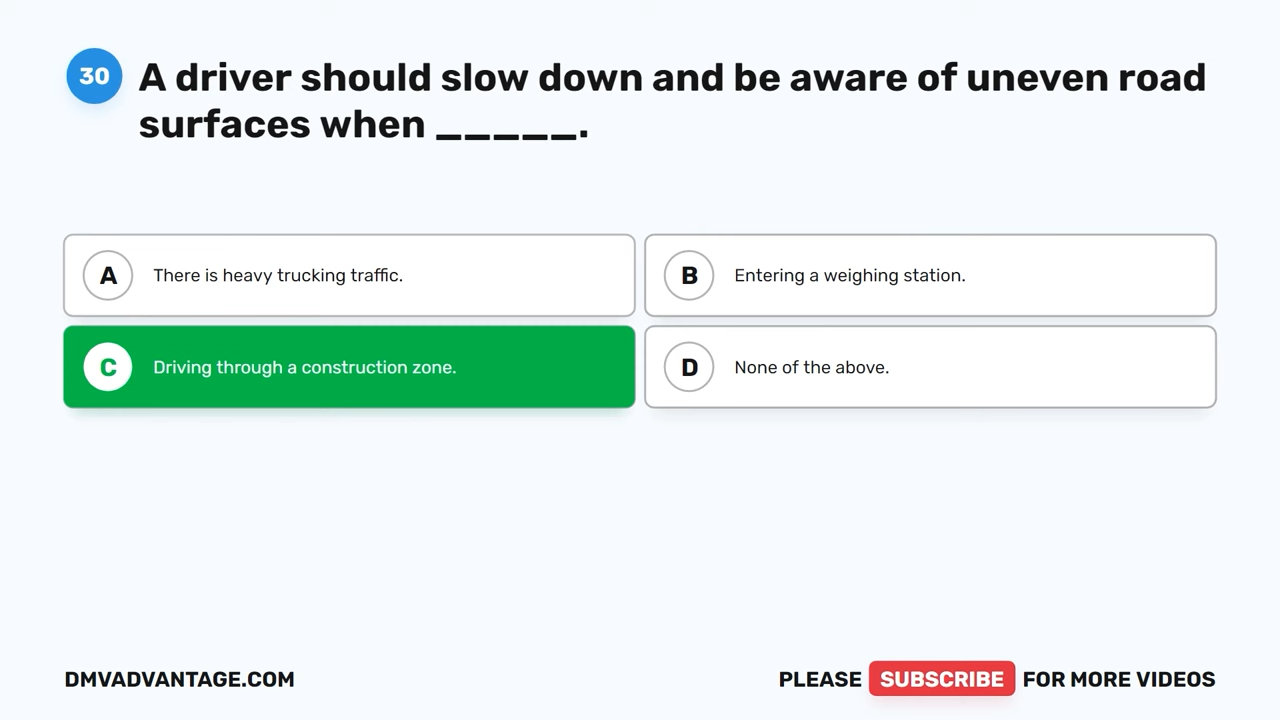 30
A driver should slow down and be aware of uneven road
surfaces when _____.
A There is heavy trucking traffic.
B Entering a weighing station.
C Driving through a construction zone.
D None of the above.
DMVADVANTAGE.COM
PLEASE SUBSCRIBE FOR MORE VIDEOS